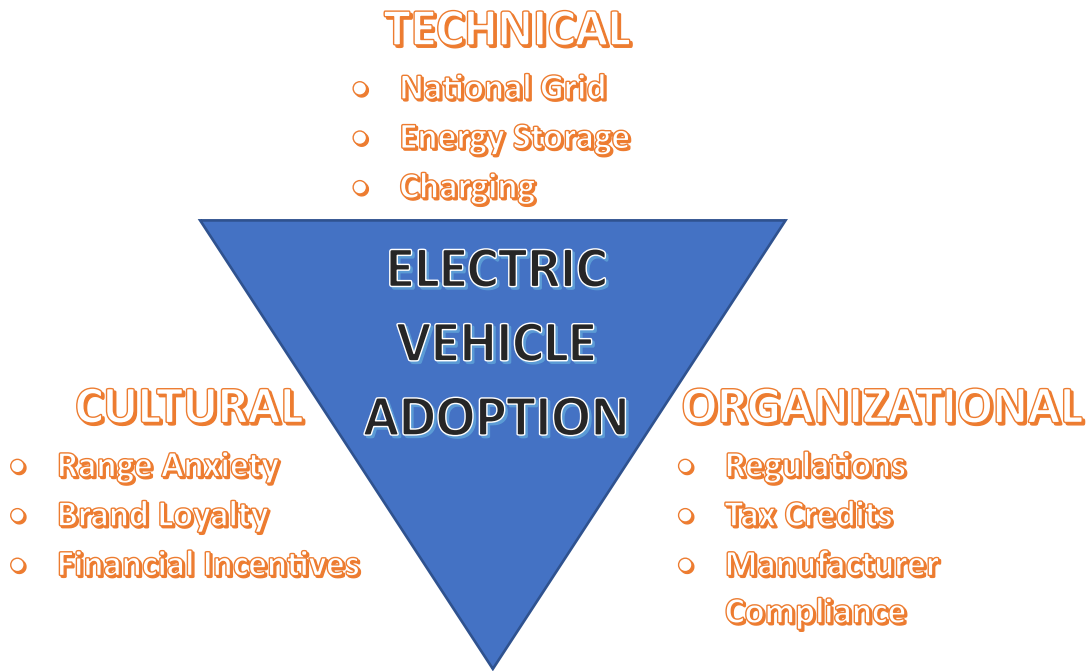 TECHNICAL
National Grid
Energy Storage
Charging
ELECTRIC
VEHICLE
ADOPTION
CULTURAL
Range Anxiety
Brand Loyalty
Financial Incentives
ORGANIZATIONAL
Regulations
Tax Credits
Manufacturer
Compliance